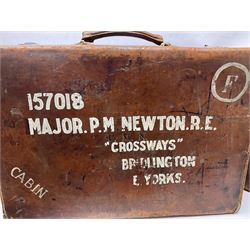 157018
F
MAJOR. P.M NEWTON. R.E.
"CROSSWAYS"
BRIDLINGTON
E. YORKS.
CABIN